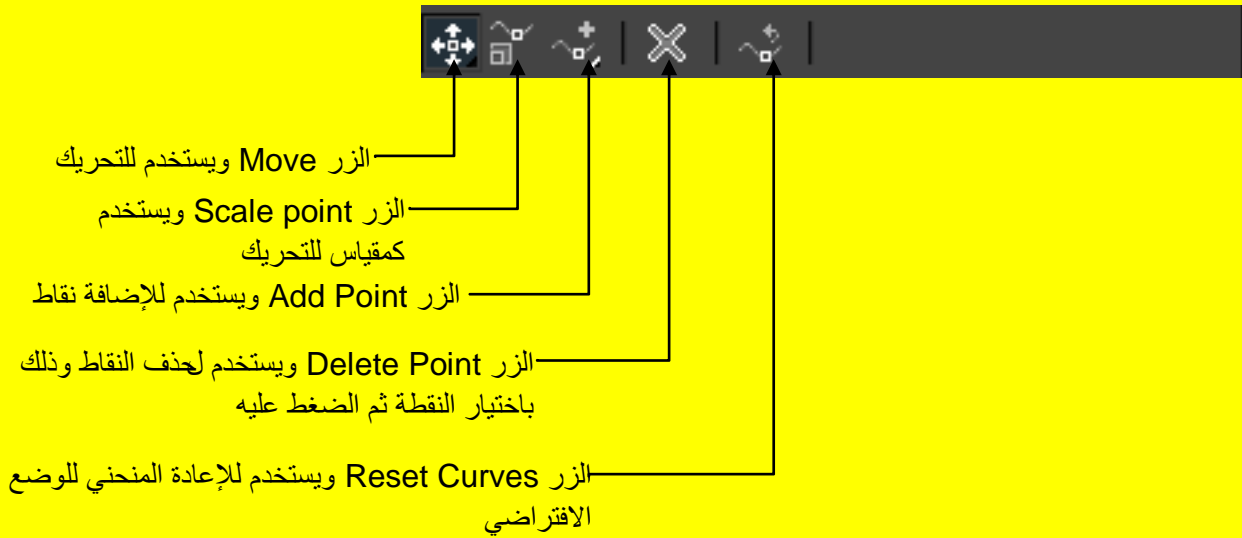 الزر Move ويستخدم للتحريك
الزر Scale point ويستخدم
كمقياس للتحريك
الزر Add Point ويستخدم للإضافة نقاط
الزر Delete Point ويستخدم لحذف النقاط وذلك
باختيار النقطة ثم الضغط عليه
الزر Reset Curves ويستخدم للإعادة المنحني للوضع
الافتراضي